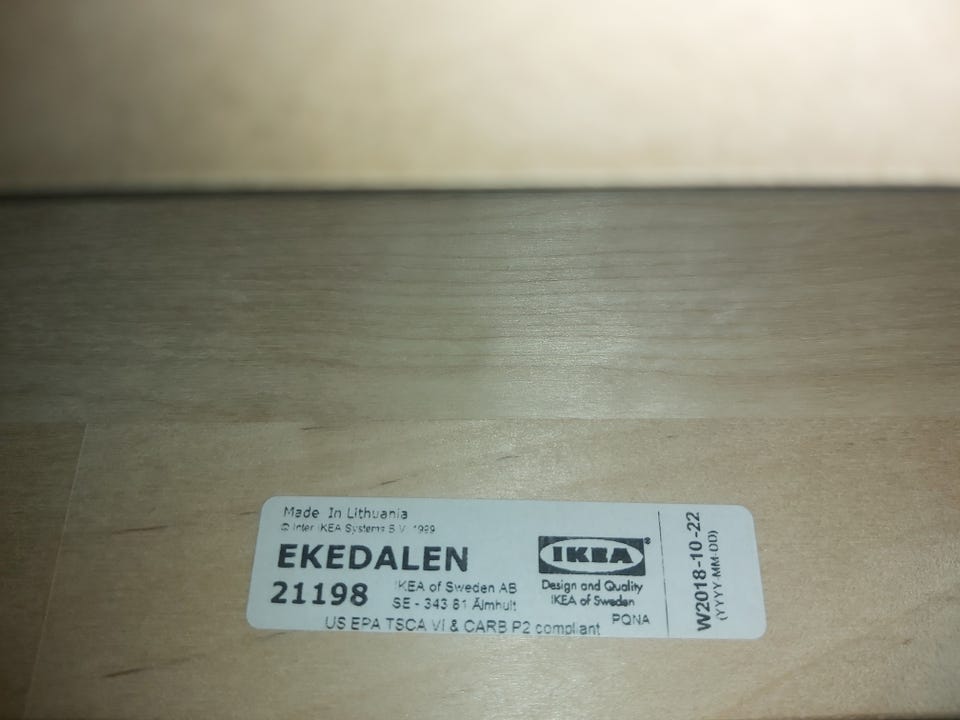 Made In Lithuania
© Inter IKEA Systems B.V. 1999
EKEDALEN
21198
IKEA of Sweden AB
SE - 343 81 Älmhult
US EPA TSCA VI & CARB P2 compliant
IKEA®
Design and Quality
IKEA of Sweden
PQNA
W2018-10-22
(YYYY-MM-DD)